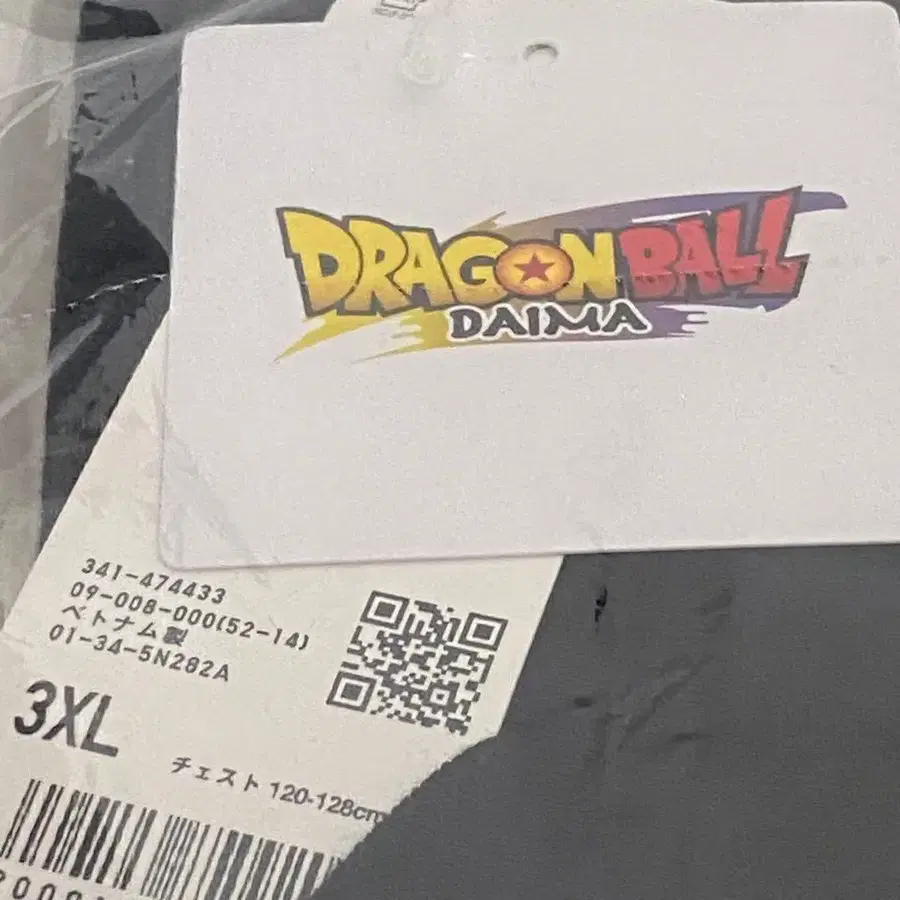 DRAGON BALL
DAIMA
341-474433
09-008-000(52-14)
ベトナム製
01-34-5N282A
3XL
チェスト 120-128cm